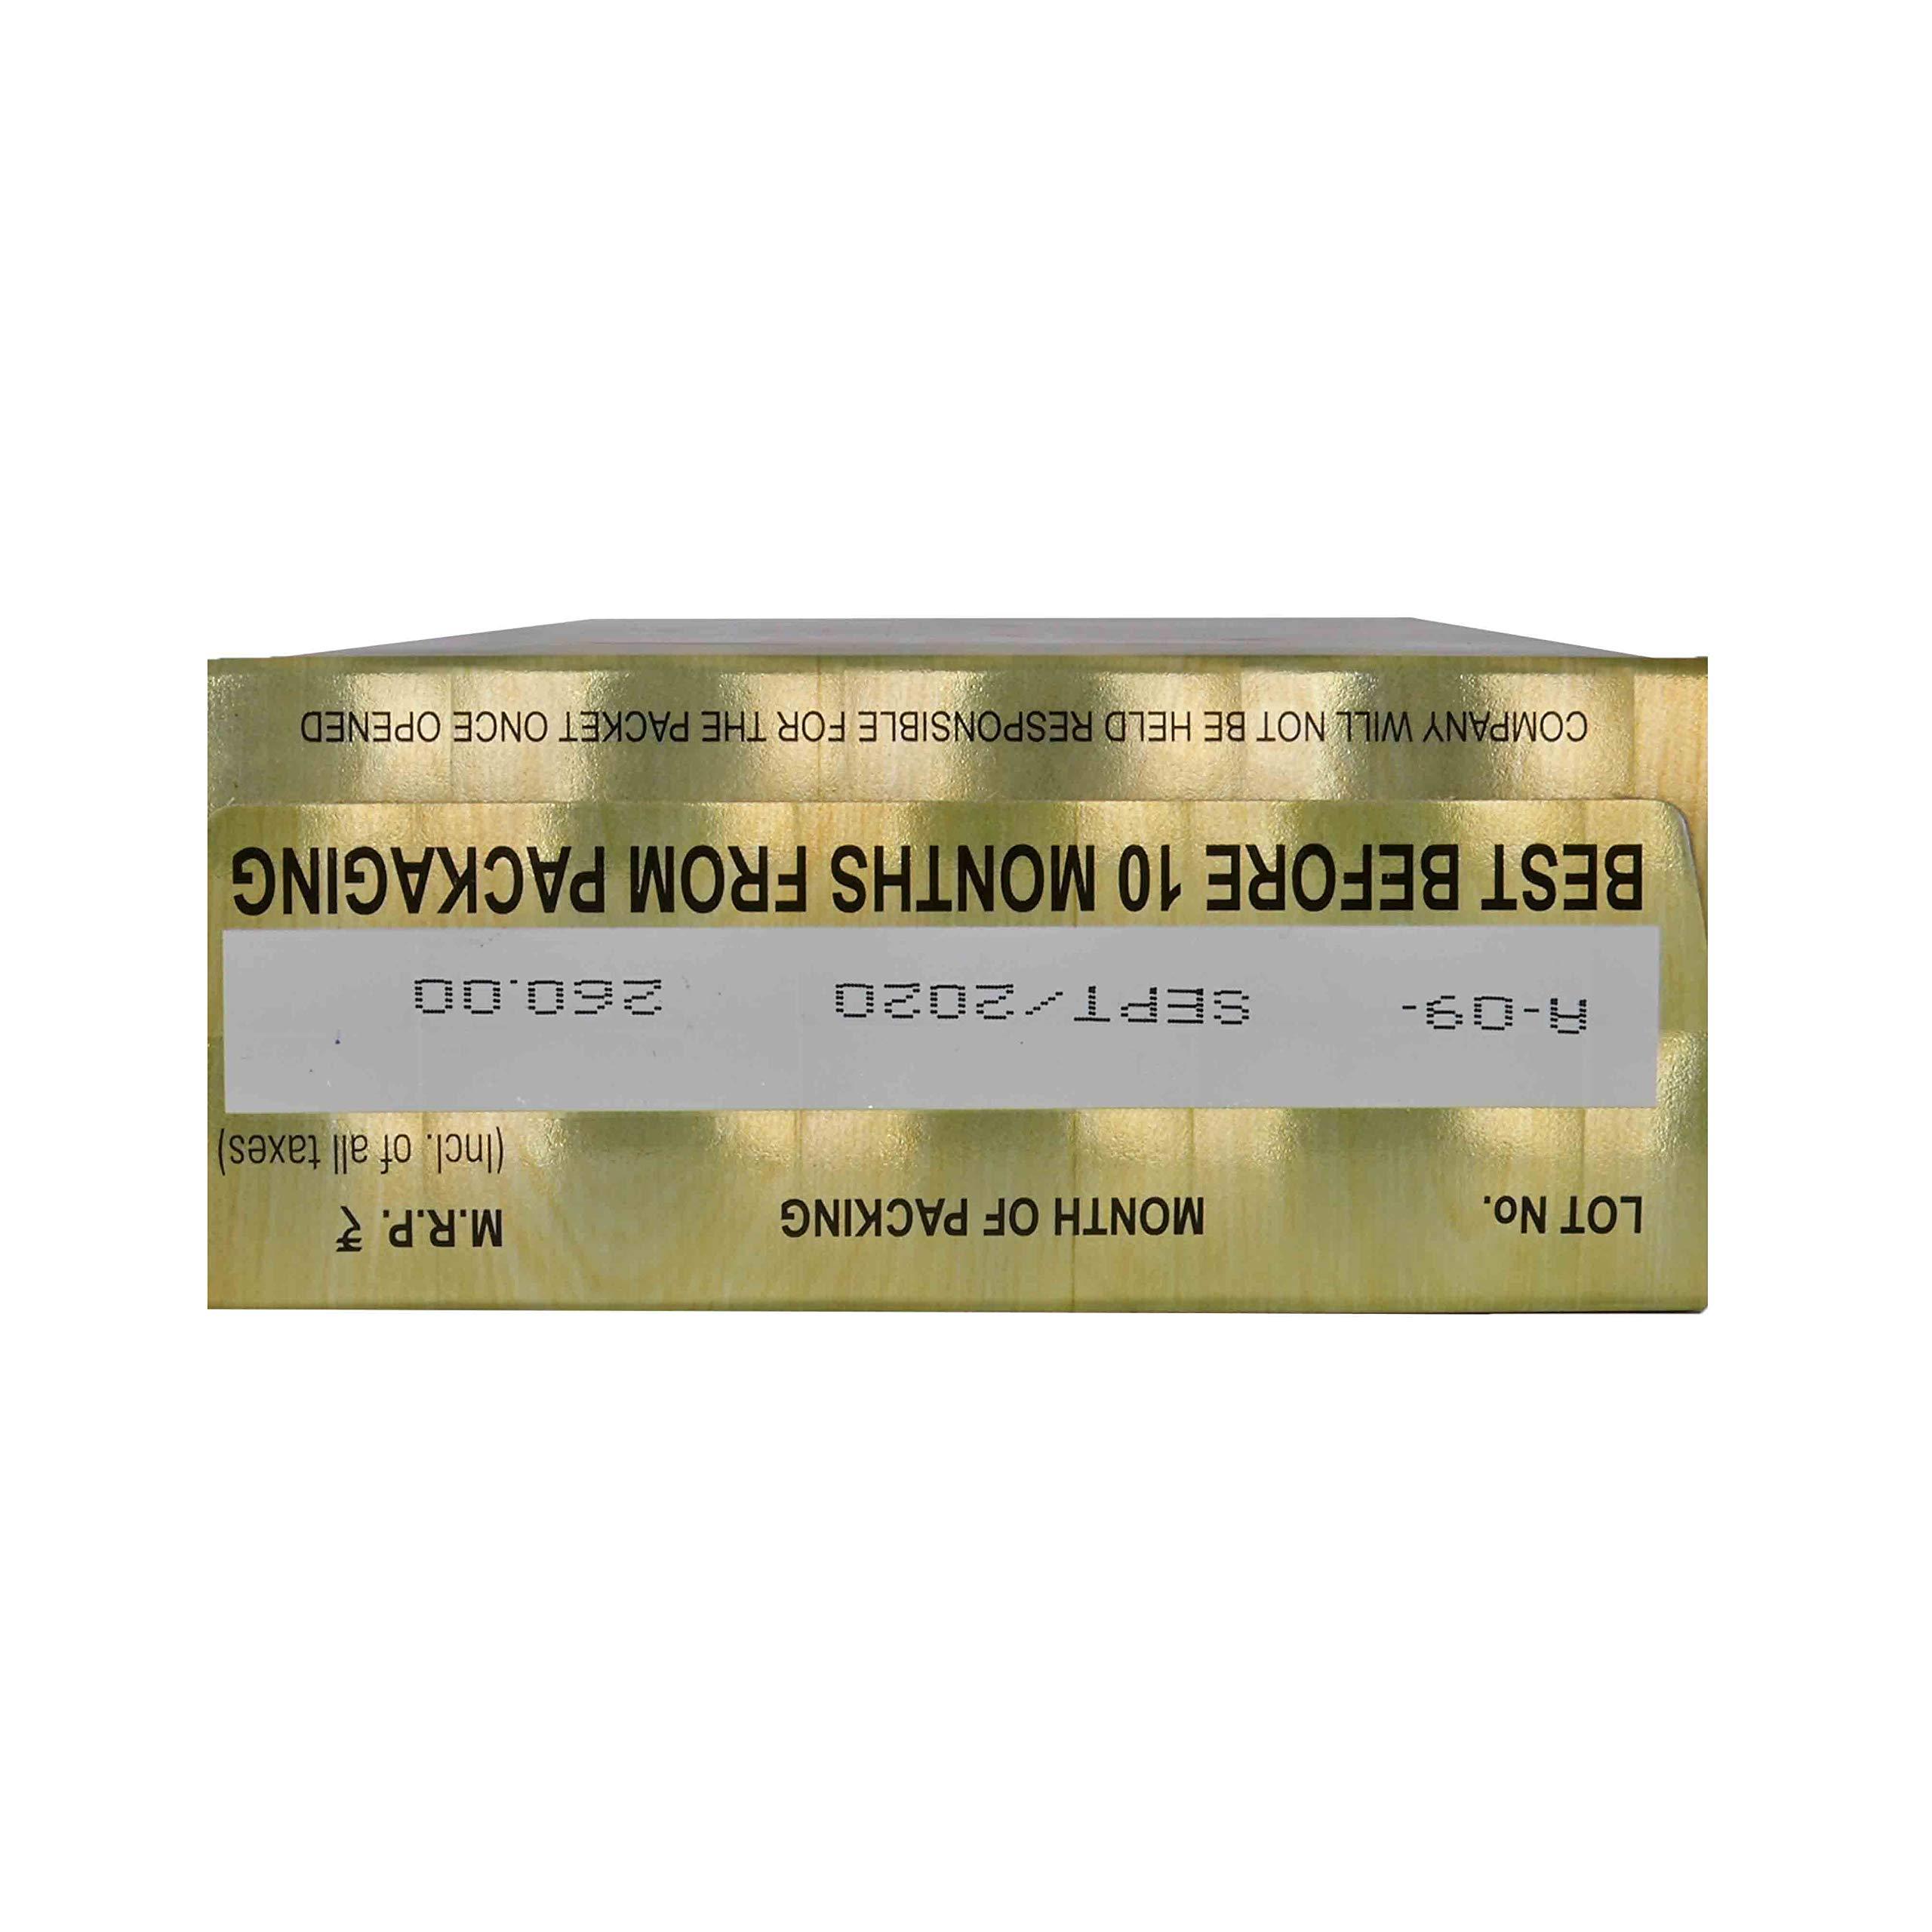 LOT No. MONTH OF PACKING M.R.P. ₹
(Incl. of all taxes)
A-09- SEPT/2020 260.00
BEST BEFORE 10 MONTHS FROM PACKAGING
COMPANY WILL NOT BE HELD RESPONSIBLE FOR THE PACKET ONCE OPENED